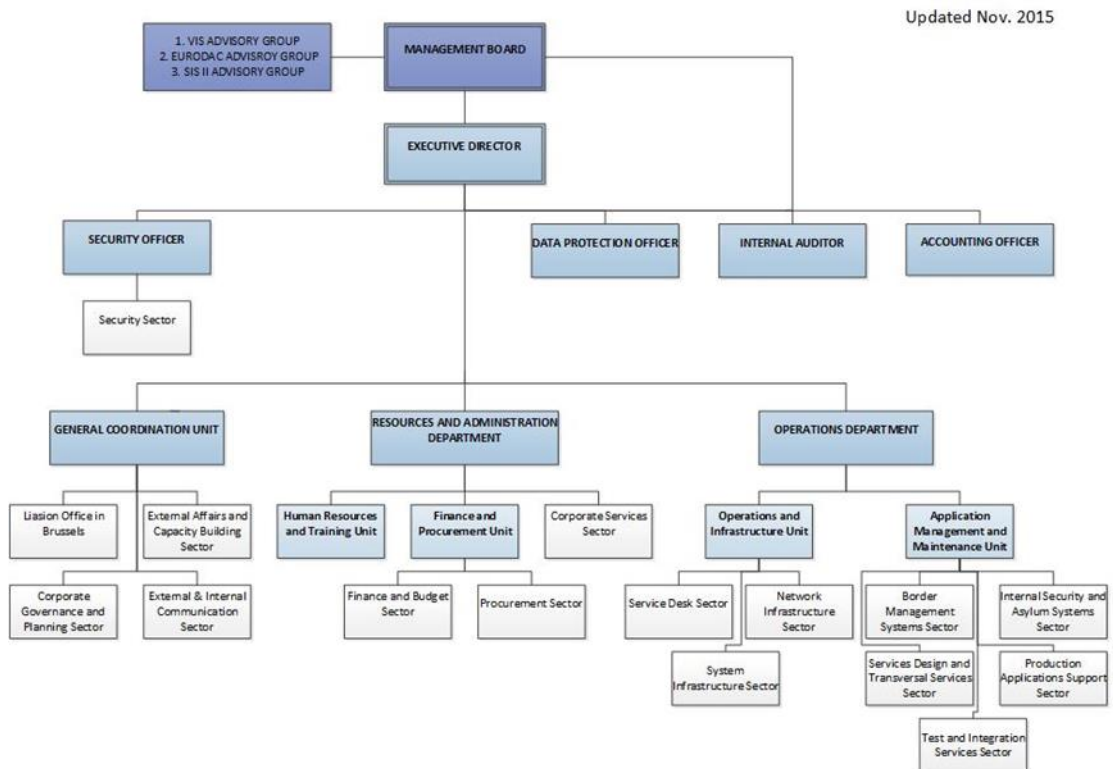 Updated Nov. 2015
1. VIS ADVISORY GROUP
2. EURODAC ADVISROY GROUP
3. SIS II ADVISORY GROUP
MANAGEMENT BOARD
EXECUTIVE DIRECTOR
SECURITY OFFICER
DATA PROTECTION OFFICER
INTERNAL AUDITOR
ACCOUNTING OFFICER
Security Sector
GENERAL COORDINATION UNIT
RESOURCES AND ADMINISTRATION
DEPARTMENT
OPERATIONS DEPARTMENT
Liasion Office in
Brussels
External Affairs and
Capacity Building
Sector
Human Resources
and Training Unit
Finance and
Procurement Unit
Corporate Services
Sector
Operations and
Infrastructure Unit
Application
Management and
Maintenance Unit
Corporate
Governance and
Planning Sector
External & Internal
Communication
Sector
Finance and Budget
Sector
Procurement Sector
Service Desk Sector
Network
Infrastructure
Sector
Border
Management
Systems Sector
Internal Security and
Asylum Systems
Sector
System
Infrastructure Sector
Services Design and
Transversal Services
Sector
Production
Applications Support
Sector
Test and Integration
Services Sector